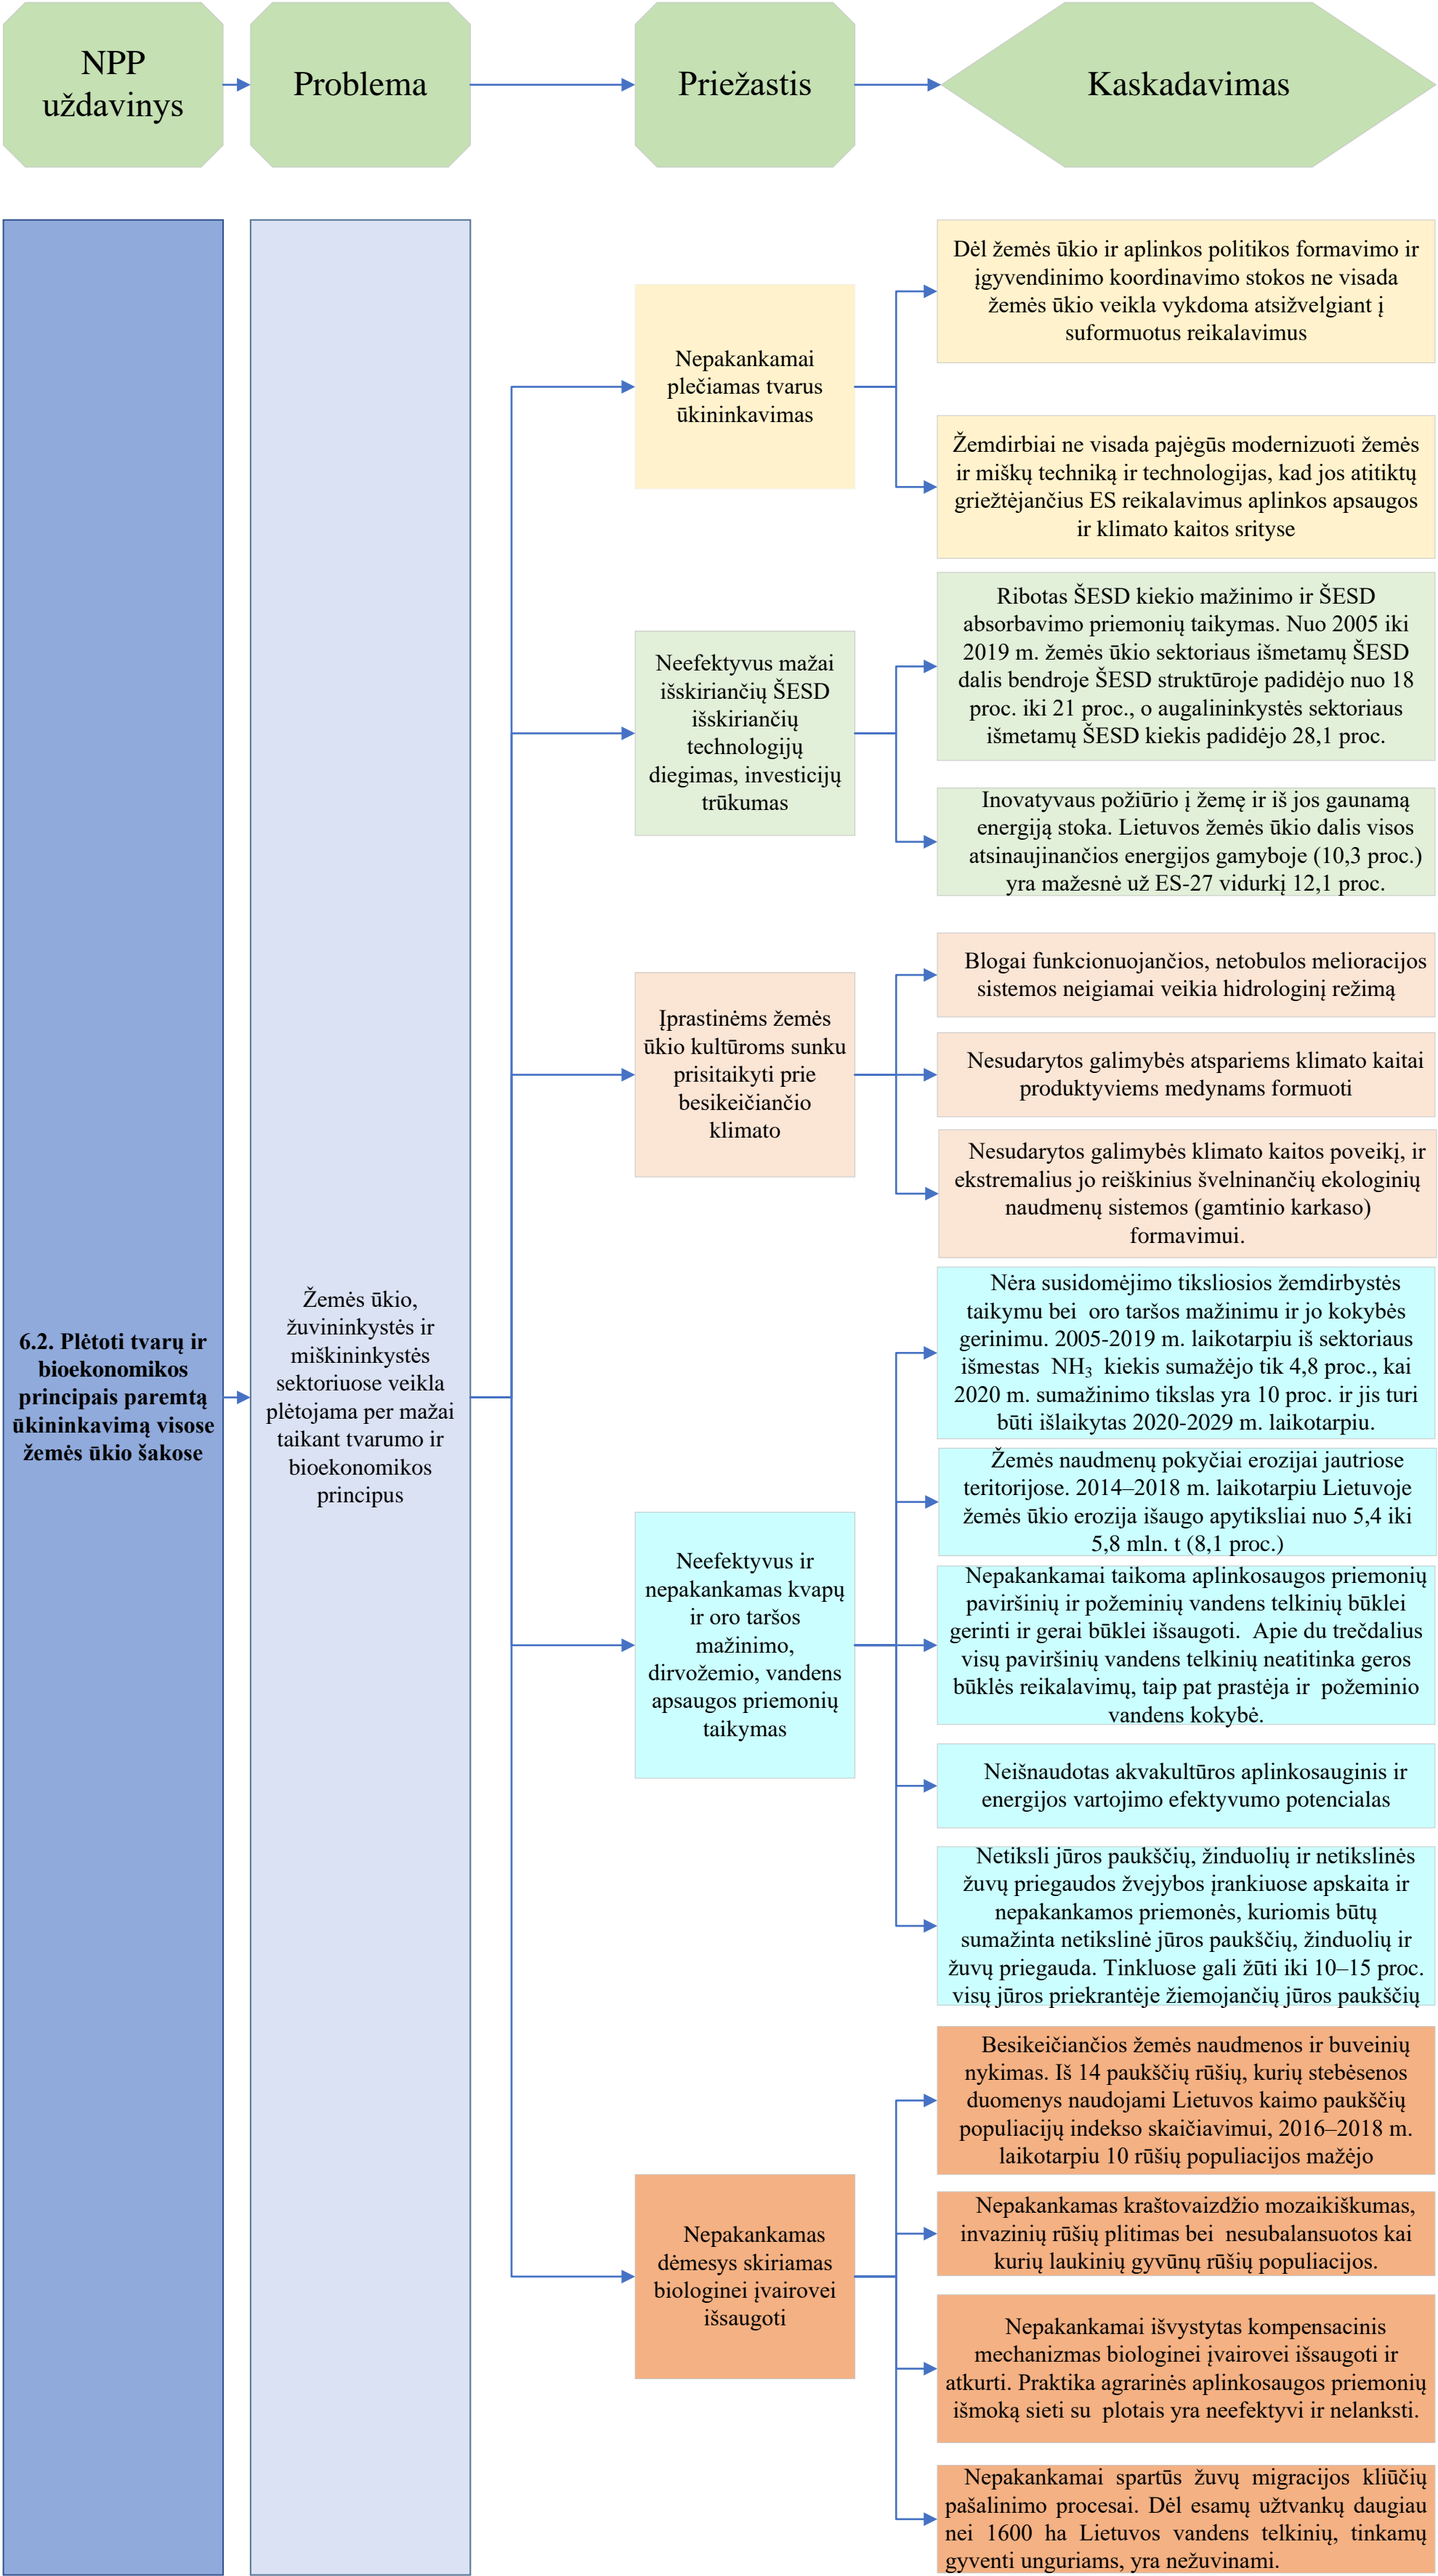 NPP
uždavinys
Problema
Priežastis
Kaskadavimas
6.2. Plėtoti tvarų ir
bioekonomikos
principais paremtą
ūkininkavimą visose
žemės ūkio šakose
Žemės ūkio,
žuvininkystės ir
miškininkystės
sektoriuose veikla
plėtojama per mažai
taikant tvarumo ir
bioekonomikos
principus
Nepakankamai
plečiamas tvarus
ūkininkavimas
Dėl žemės ūkio ir aplinkos politikos formavimo ir
įgyvendinimo koordinavimo stokos ne visada
žemės ūkio veikla vykdoma atsižvelgiant į
suformuotus reikalavimus
Žemdirbiai ne visada pajėgūs modernizuoti žemės
ir miškų techniką ir technologijas, kad jos atitiktų
griežtėjančius ES reikalavimus aplinkos apsaugos
ir klimato kaitos srityse
Neefektyvus mažai
išskiriančių ŠESD
išskiriančių
technologijų
diegimas, investicijų
trūkumas
Ribotas ŠESD kiekio mažinimo ir ŠESD
absorbavimo priemonių taikymas. Nuo 2005 iki
2019 m. žemės ūkio sektoriaus išmetamų ŠESD
dalis bendroje ŠESD struktūroje padidėjo nuo 18
proc. iki 21 proc., o augalininkystės sektoriaus
išmetamų ŠESD kiekis padidėjo 28,1 proc.
Inovatyvaus požiūrio į žemę ir iš jos gaunamą
energiją stoka. Lietuvos žemės ūkio dalis visos
atsinaujinančios energijos gamyboje (10,3 proc.)
yra mažesnė už ES-27 vidurkį 12,1 proc.
Įprastinėms žemės
ūkio kultūroms sunku
prisitaikyti prie
besikeičiančio
klimato
Blogai funkcionuojančios, netobulos melioracijos
sistemos neigiamai veikia hidrologinį režimą
Nesudarytos galimybės atspariems klimato kaitai
produktyviems medynams formuoti
Nesudarytos galimybės klimato kaitos poveikį, ir
ekstremalius jo reiškinius švelninančių ekologinių
naudmenų sistemos (gamtinio karkaso)
formavimui.
Neefektyvus ir
nepakankamas kvapų
ir oro taršos
mažinimo,
dirvožemio, vandens
apsaugos priemonių
taikymas
Nėra susidomėjimo tiksliosios žemdirbystės
taikymu bei oro taršos mažinimu ir jo kokybės
gerinimu. 2005-2019 m. laikotarpiu iš sektoriaus
išmestas NH₃ kiekis sumažėjo tik 4,8 proc., kai
2020 m. sumažinimo tikslas yra 10 proc. ir jis turi
būti išlaikytas 2020-2029 m. laikotarpiu.
Žemės naudmenų pokyčiai erozijai jautriose
teritorijose. 2014–2018 m. laikotarpiu Lietuvoje
žemės ūkio erozija išaugo apytiksliai nuo 5,4 iki
5,8 mln. t (8,1 proc.)
Nepakankamai taikoma aplinkosaugos priemonių
paviršinių ir požeminių vandens telkinių būklei
gerinti ir gerai būklei išsaugoti. Apie du trečdalius
visų paviršinių vandens telkinių neatitinka geros
būklės reikalavimų, taip pat prastėja ir požeminio
vandens kokybė.
Neišnaudotas akvakultūros aplinkosauginis ir
energijos vartojimo efektyvumo potencialas
Netiksli jūros paukščių, žinduolių ir netikslinės
žuvų priegaudos žvejybos įrankiuose apskaita ir
nepakankamos priemonės, kuriomis būtų
sumažinta netikslinė jūros paukščių, žinduolių ir
žuvų priegauda. Tinkluose gali žūti iki 10–15 proc.
visų jūros priekrantėje žiemojančių jūros paukščių
Nepakankamas
dėmesys skiriamas
biologinei įvairovei
išsaugoti
Besikeičiančios žemės naudmenos ir buveinių
nykimas. Iš 14 paukščių rūšių, kurių stebėsenos
duomenys naudojami Lietuvos kaimo paukščių
populiacijų indekso skaičiavimui, 2016–2018 m.
laikotarpiu 10 rūšių populiacijos mažėjo
Nepakankamas kraštovaizdžio mozaikiškumas,
invazinių rūšių plitimas bei nesubalansuotos kai
kurių laukinių gyvūnų rūšių populiacijos.
Nepakankamai išvystytas kompensacinis
mechanizmas biologinei įvairovei išsaugoti ir
atkurti. Praktika agrarinės aplinkosaugos priemonių
išmoką sieti su plotais yra neefektyvi ir nelanksti.
Nepakankamai spartūs žuvų migracijos kliūčių
pašalinimo procesai. Dėl esamų užtvankų daugiau
nei 1600 ha Lietuvos vandens telkinių, tinkamų
gyventi unguriams, yra nežuvinami.